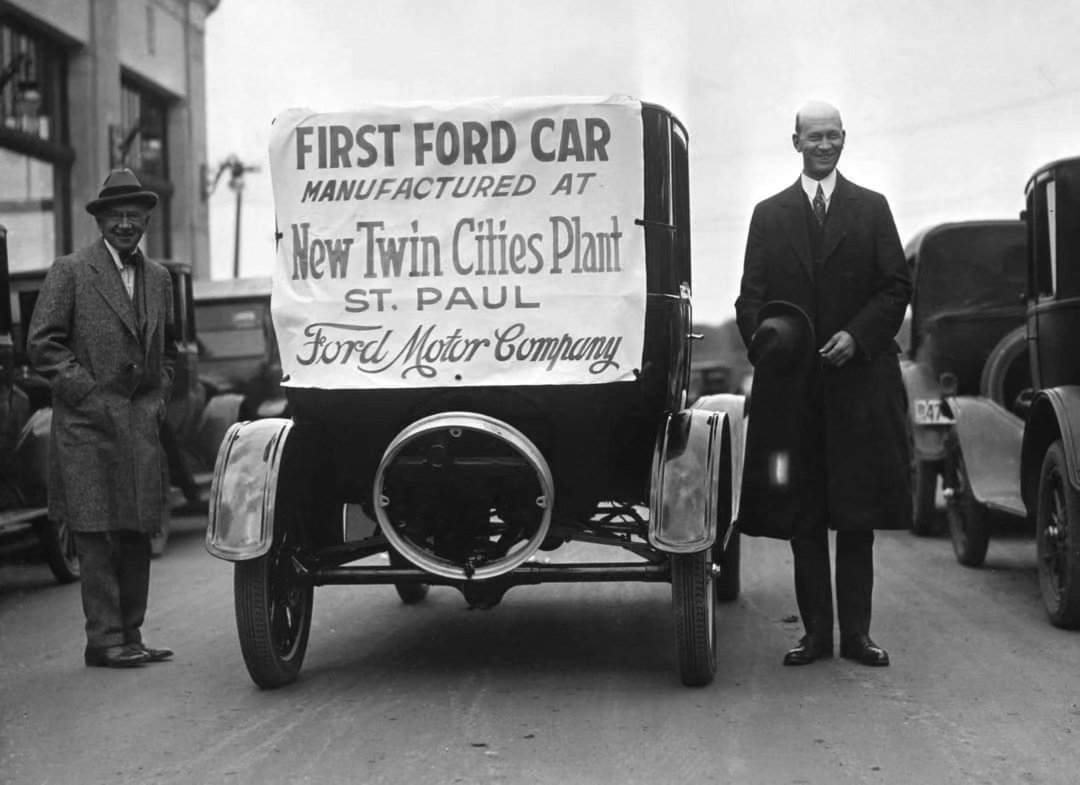 FIRST FORD CAR
MANUFACTURED AT
New Twin Cities Plant
ST. PAUL
Ford Motor Company